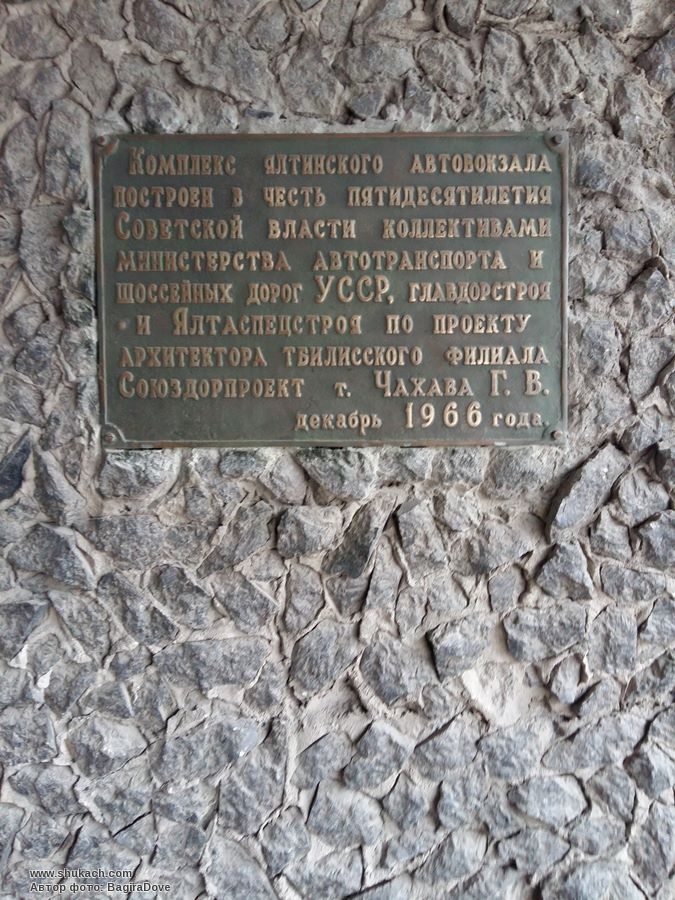 Комплекс ялтинского автовокзала
построен в честь пятидесятилетия
Советской власти коллективами
министерства автотранспорта и
шоссейных дорог УССР, главдорстроя
и Ялтаспецстроя по проекту
архитектора тбилисского филиала
Союздорпроект т. Чахава Г. В.
декабрь 1966 года.
www.shukach.com
Автор фото: BagiraDove